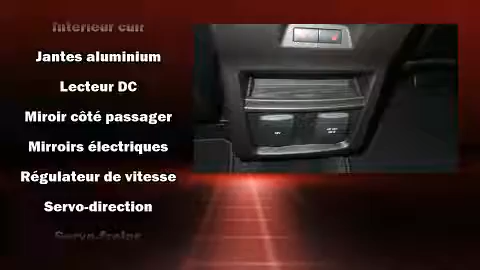 Intérieur cuir
Jantes aluminium
Lecteur DC
Miroir côté passager
Mirroirs électriques
Régulateur de vitesse
Servo-direction
Servo-freins